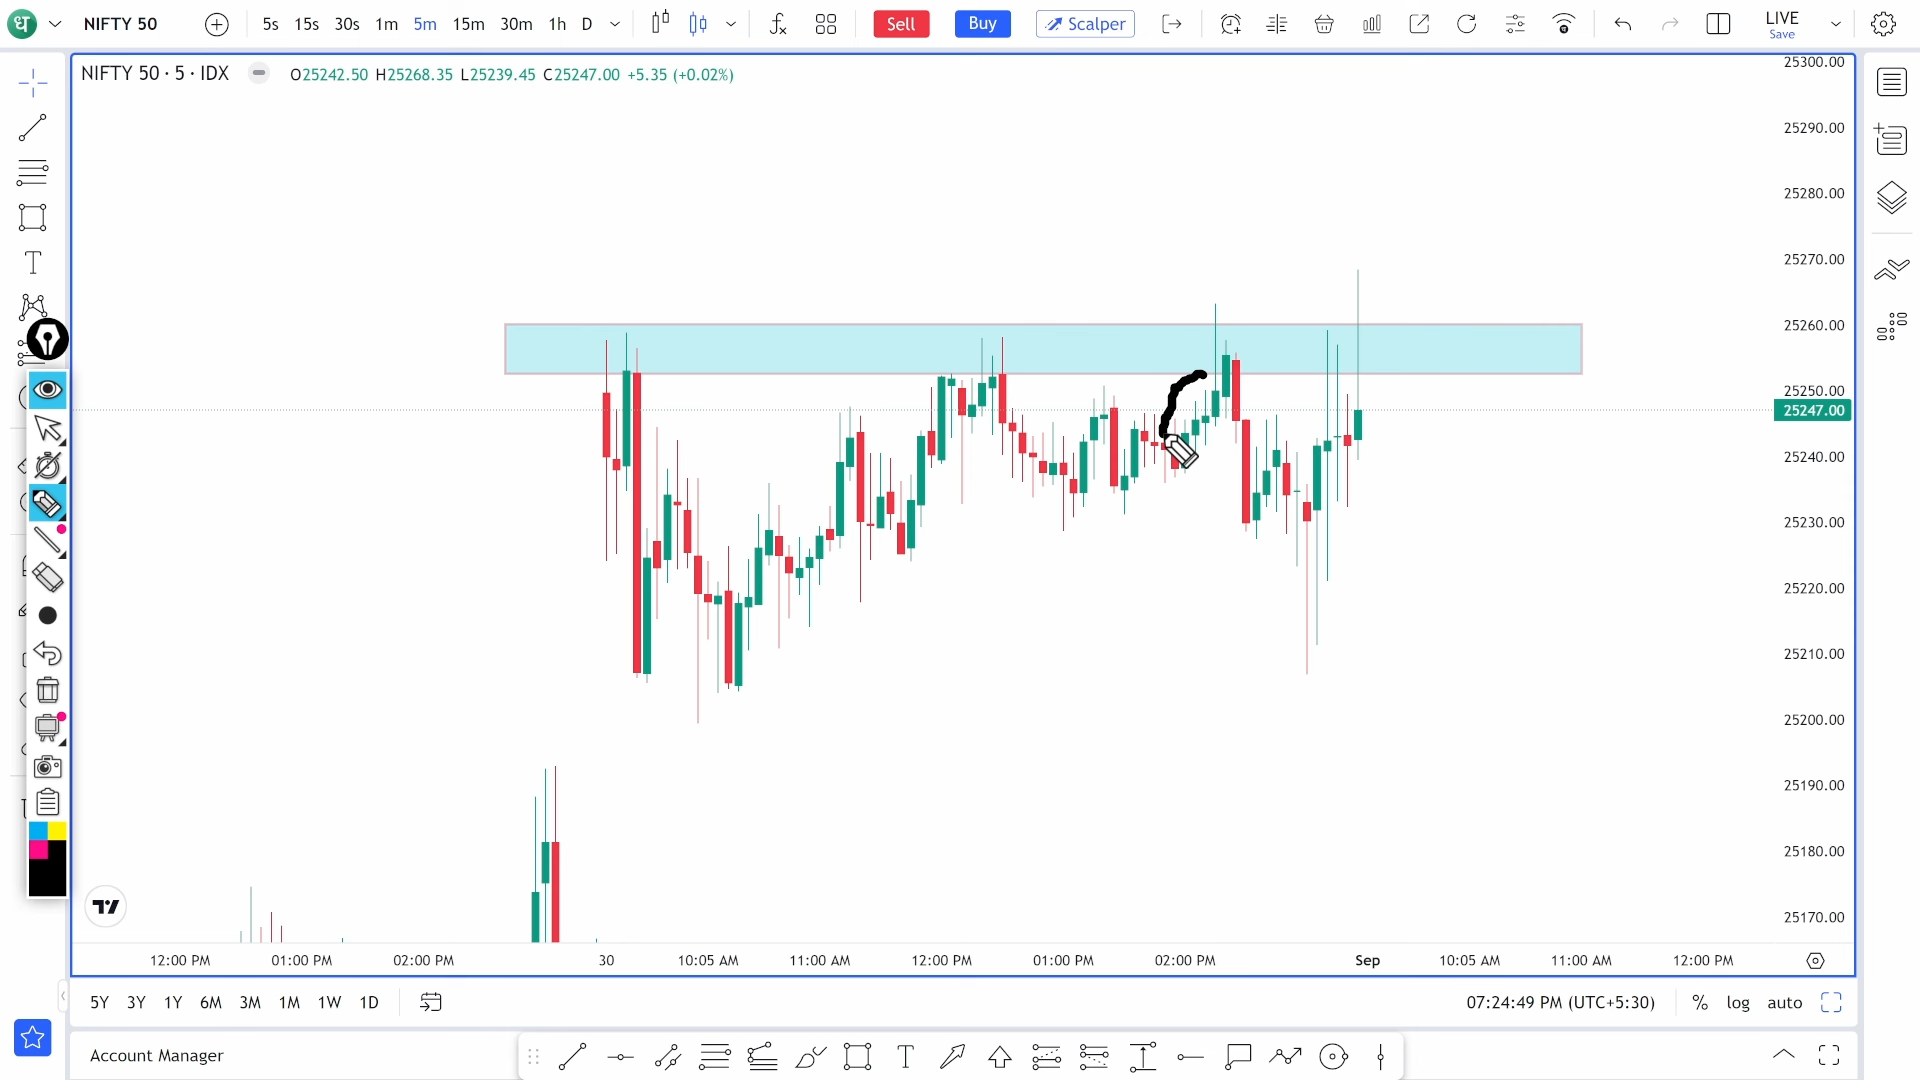 ध NIFTY 50 5s 15s 30s 1m 5m 15m 30m 1h D Sell Buy Scalper LIVE
Save
NIFTY 50 · 5 · IDX O25242.50 H25268.35 L25239.45 C25247.00 +5.35 (+0.02%)
25300.00
25290.00
25280.00
25270.00
25260.00
25250.00
25247.00
25240.00
25230.00
25220.00
25210.00
25200.00
25190.00
25180.00
25170.00
12:00 PM 01:00 PM 02:00 PM 30 10:05 AM 11:00 AM 12:00 PM 01:00 PM 02:00 PM Sep 10:05 AM 11:00 AM 12:00 PM
5Y 3Y 1Y 6M 3M 1M 1W 1D 07:24:49 PM (UTC+5:30) % log auto
Account Manager